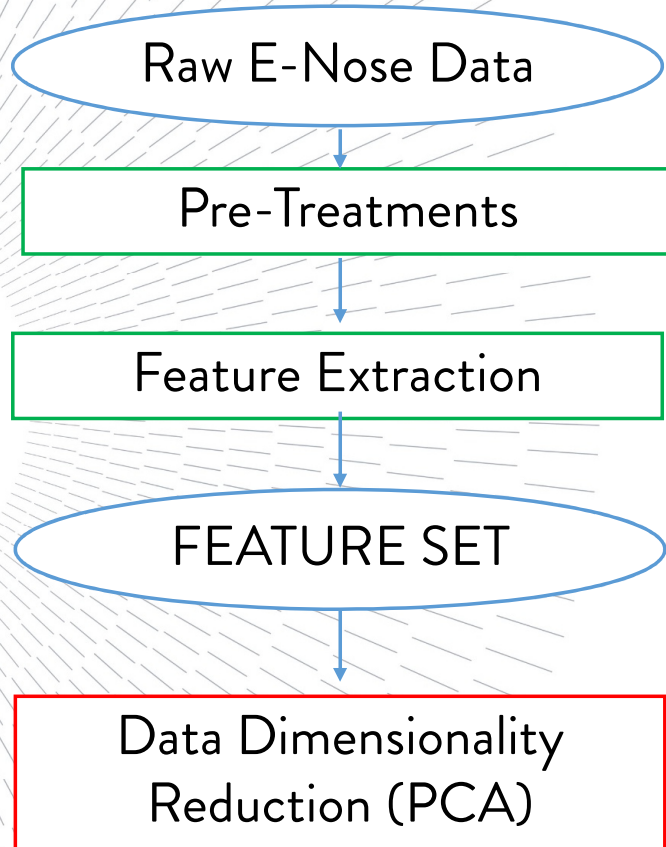 Raw E-Nose Data
Pre-Treatments
Feature Extraction
FEATURE SET
Data Dimensionality
Reduction (PCA)